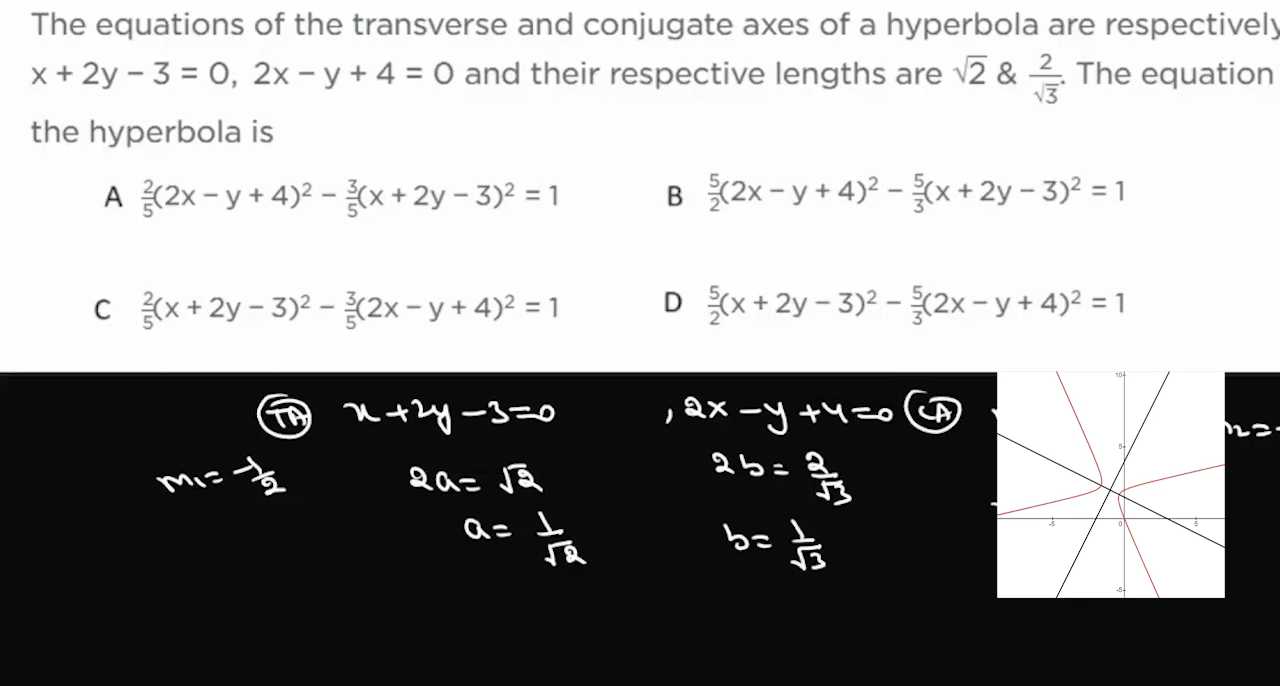 The equations of the transverse and conjugate axes of a hyperbola are respectively
x + 2y − 3 = 0, 2x − y + 4 = 0 and their respective lengths are √2 & 2/√3. The equation
the hyperbola is
A 2/5(2x − y + 4)² − 3/5(x + 2y − 3)² = 1
B 5/2(2x − y + 4)² − 5/3(x + 2y − 3)² = 1
C 2/5(x + 2y − 3)² − 3/5(2x − y + 4)² = 1
D 5/2(x + 2y − 3)² − 5/3(2x − y + 4)² = 1
TA x + 2y − 3 = 0 , 2x − y + 4 = 0 CA
m₁ = −1/2 2a = √2 2b = 2/√3
a = 1/√2 b = 1/√3
10
5
-5 0 5
-5